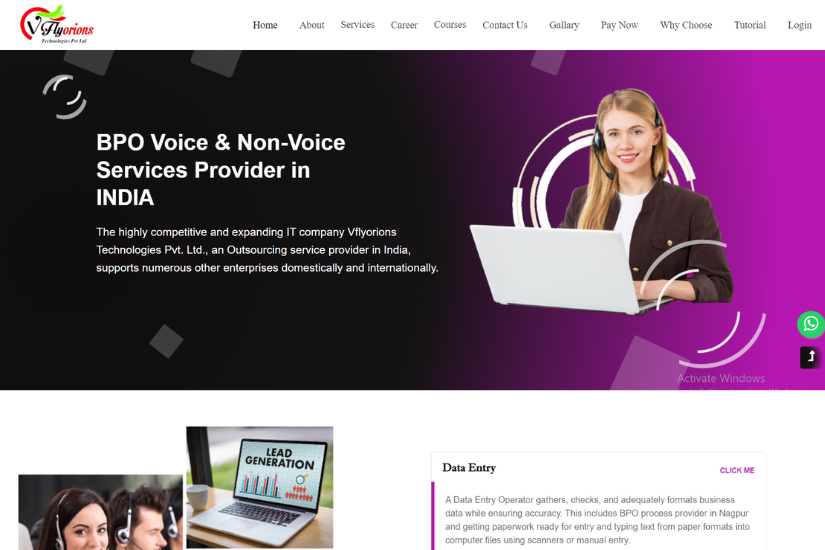 VFlyorions
Technologies Pvt Ltd
Home About Services Career Courses Contact Us Gallary Pay Now Why Choose Tutorial Login
BPO Voice & Non-Voice
Services Provider in
INDIA
The highly competitive and expanding IT company Vflyorions
Technologies Pvt. Ltd., an Outsourcing service provider in India,
supports numerous other enterprises domestically and internationally.
Activate Windows
LEAD
GENERATION
Data Entry
CLICK ME
A Data Entry Operator gathers, checks, and adequately formats business
data while ensuring accuracy. This includes BPO process provider in Nagpur
and getting paperwork ready for entry and typing text from paper formats into
computer files using scanners or manual entry.